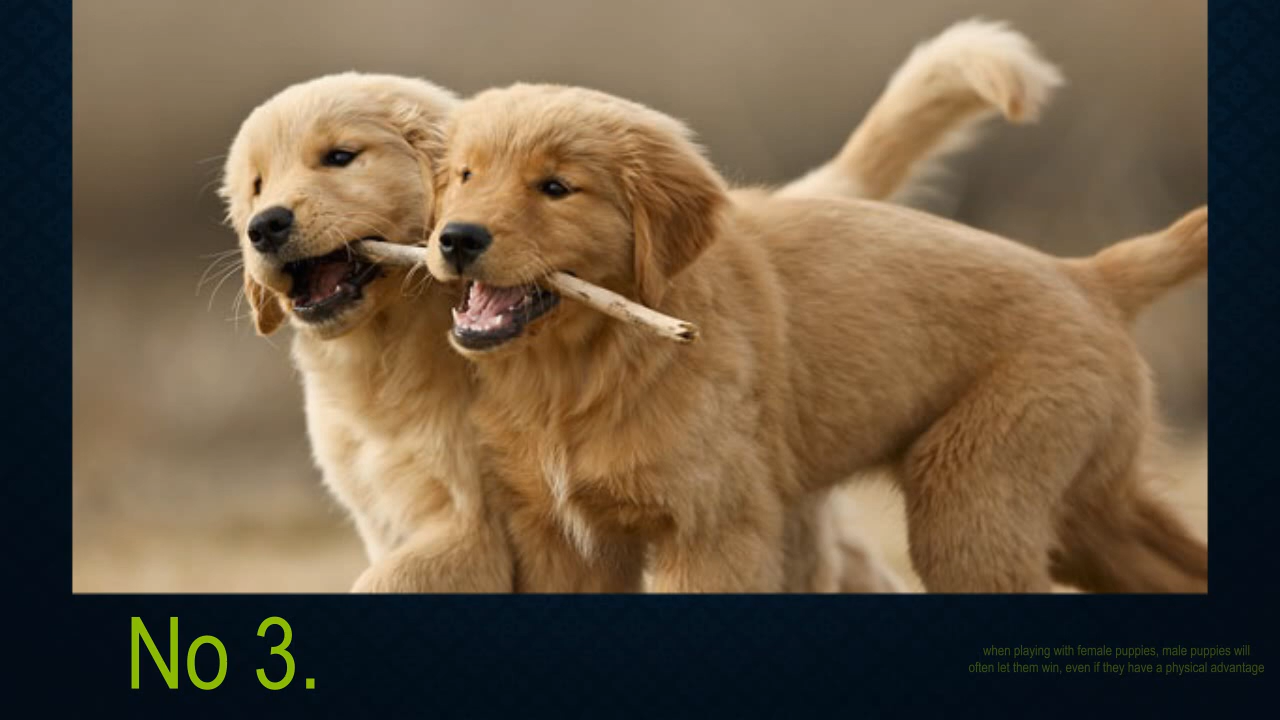 No 3.
when playing with female puppies, male puppies will
often let them win, even if they have a physical advantage